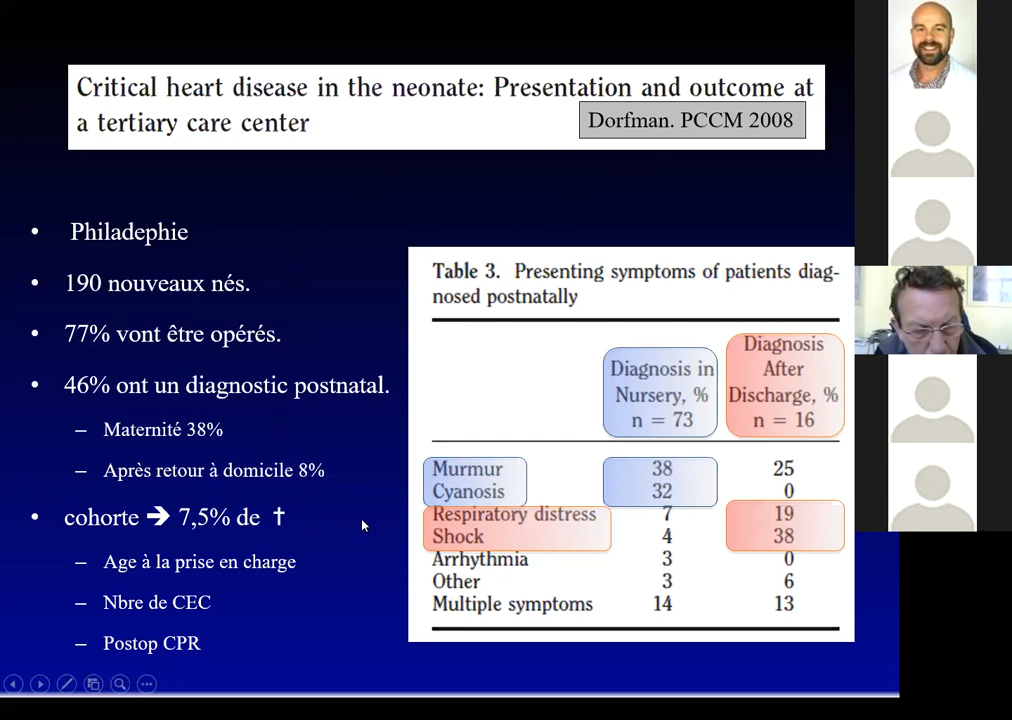 Critical heart disease in the neonate: Presentation and outcome at
a tertiary care center
Dorfman. PCCM 2008
• Philadephie
• 190 nouveaux nés.
• 77% vont être opérés.
• 46% ont un diagnostic postnatal.
– Maternité 38%
– Après retour à domicile 8%
• cohorte ➔ 7,5% de †
– Age à la prise en charge
– Nbre de CEC
– Postop CPR
Table 3. Presenting symptoms of patients diag-
nosed postnatally
Diagnosis in
Nursery, %
n = 73
Diagnosis
After
Discharge, %
n = 16
Murmur 38 25
Cyanosis 32 0
Respiratory distress 7 19
Shock 4 38
Arrhythmia 3 0
Other 3 6
Multiple symptoms 14 13